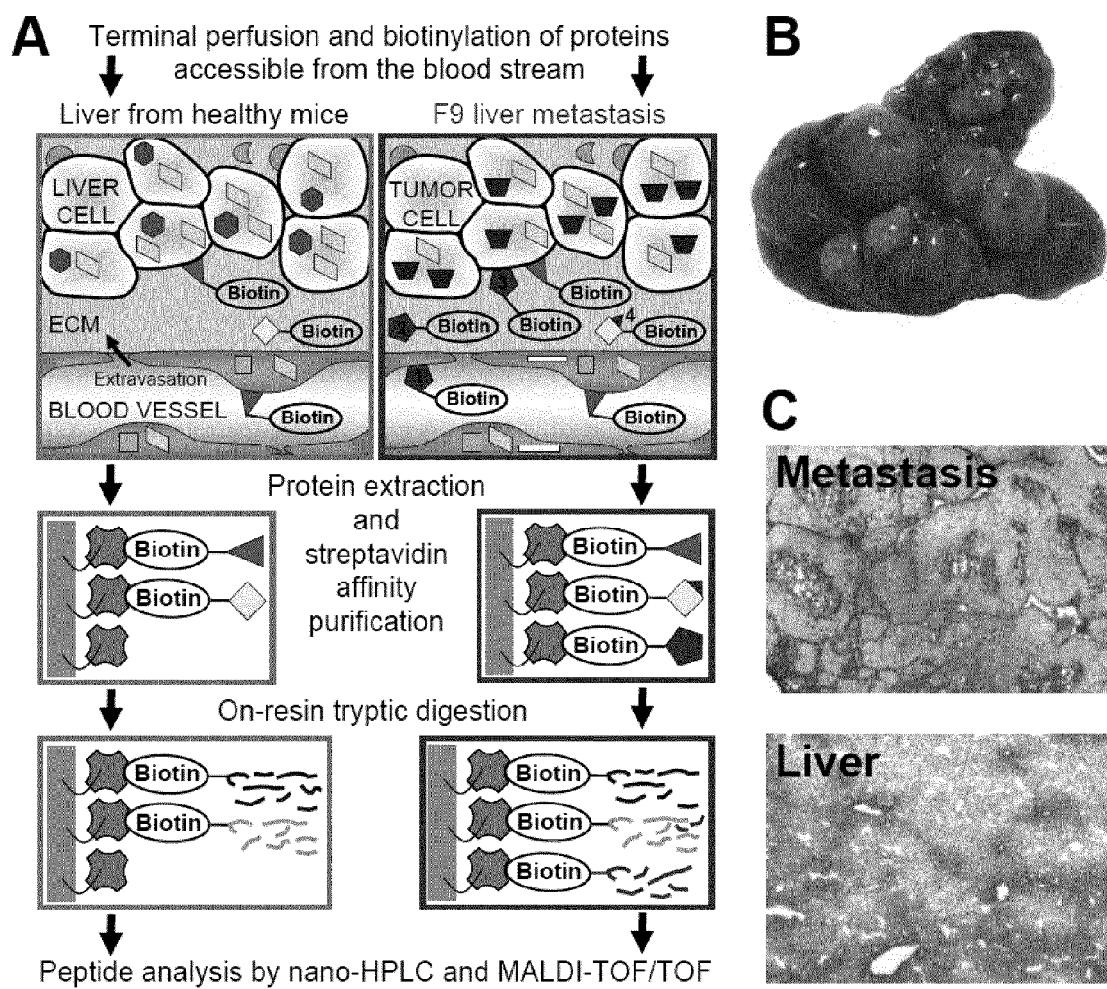 A
Terminal perfusion and biotinylation of proteins
accessible from the blood stream
Liver from healthy mice
F9 liver metastasis
LIVER
CELL
Biotin
ECM
Biotin
Extravasation
BLOOD VESSEL
Biotin
TUMOR
CELL
3
Biotin
2
Biotin
Biotin
4
Biotin
1
Biotin
Biotin
Protein extraction
and
streptavidin
affinity
purification
Biotin
Biotin
Biotin
Biotin
Biotin
On-resin tryptic digestion
Biotin
Biotin
Biotin
Biotin
Biotin
Peptide analysis by nano-HPLC and MALDI-TOF/TOF
B
C
Metastasis
Liver